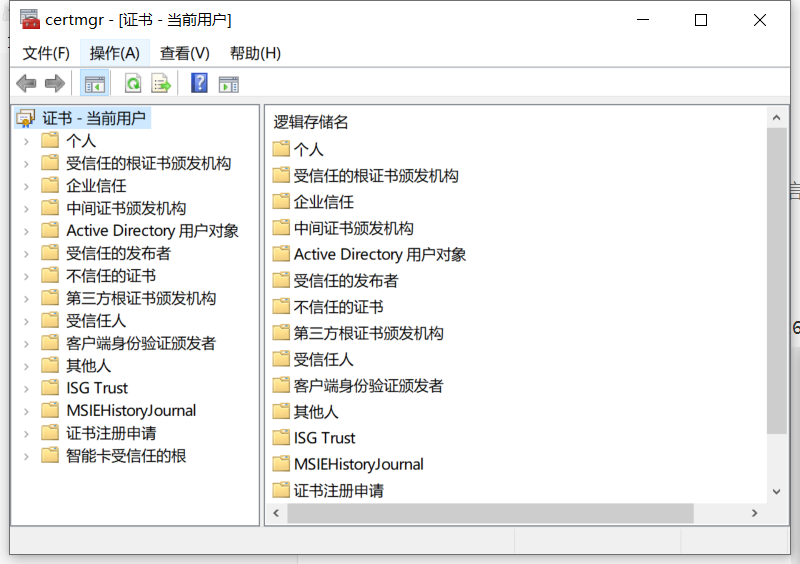 certmgr - [证书 - 当前用户]
文件(F) 操作(A) 查看(V) 帮助(H)
证书 - 当前用户
个人
受信任的根证书颁发机构
企业信任
中间证书颁发机构
Active Directory 用户对象
受信任的发布者
不信任的证书
第三方根证书颁发机构
受信任人
客户端身份验证颁发者
其他人
ISG Trust
MSIEHistoryJournal
证书注册申请
智能卡受信任的根
逻辑存储名
个人
受信任的根证书颁发机构
企业信任
中间证书颁发机构
Active Directory 用户对象
受信任的发布者
不信任的证书
第三方根证书颁发机构
受信任人
客户端身份验证颁发者
其他人
ISG Trust
MSIEHistoryJournal
证书注册申请
6